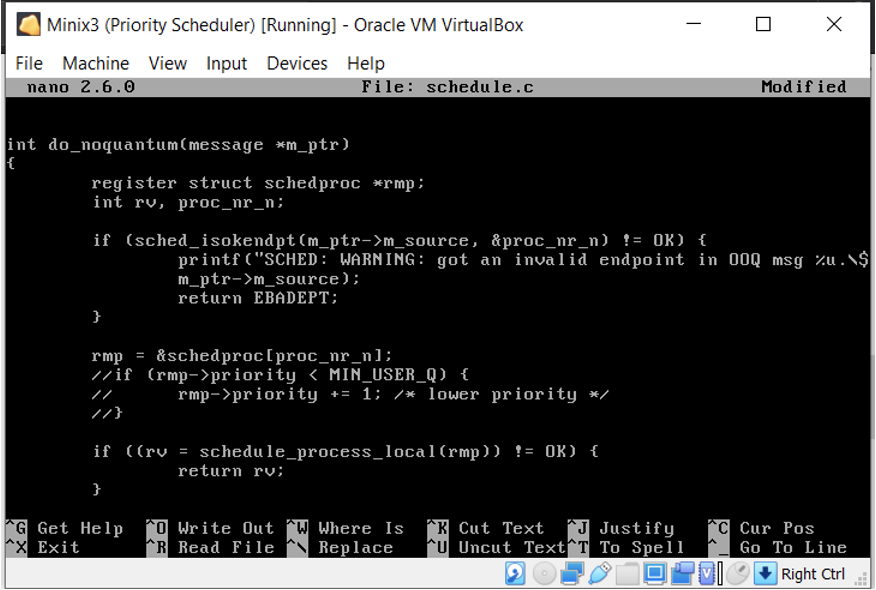 Minix3 (Priority Scheduler) [Running] - Oracle VM VirtualBox
File Machine View Input Devices Help
nano 2.6.0 File: schedule.c Modified
int do_noquantum(message *m_ptr)
{
register struct schedproc *rmp;
int rv, proc_nr_n;
if (sched_isokendpt(m_ptr->m_source, &proc_nr_n) != OK) {
printf("SCHED: WARNING: got an invalid endpoint in OOQ msg %u.\$
m_ptr->m_source);
return EBADEPT;
}
rmp = &schedproc[proc_nr_n];
//if (rmp->priority < MIN_USER_Q) {
// rmp->priority += 1; /* lower priority */
//}
if ((rv = schedule_process_local(rmp)) != OK) {
return rv;
}
^G Get Help ^O Write Out ^W Where Is ^K Cut Text ^J Justify ^C Cur Pos
^X Exit ^R Read File ^\ Replace ^U Uncut Text ^T To Spell ^_ Go To Line
Right Ctrl